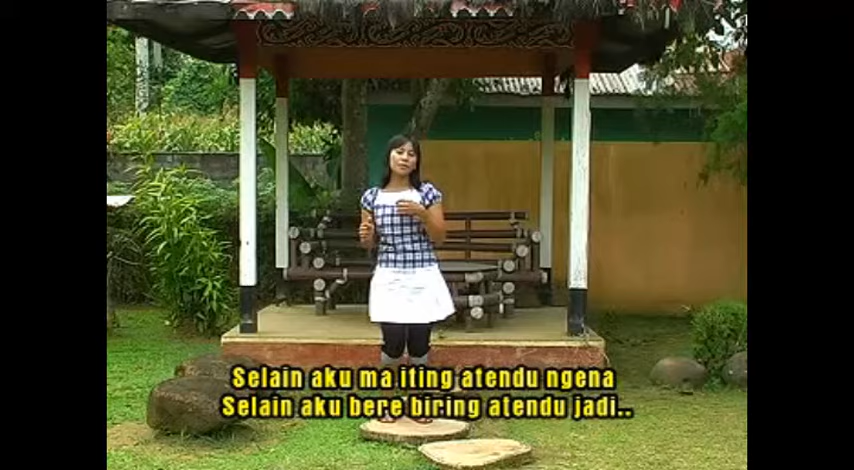 Selain aku ma iting atendu ngena
Selain aku bere biring atendu jadi..